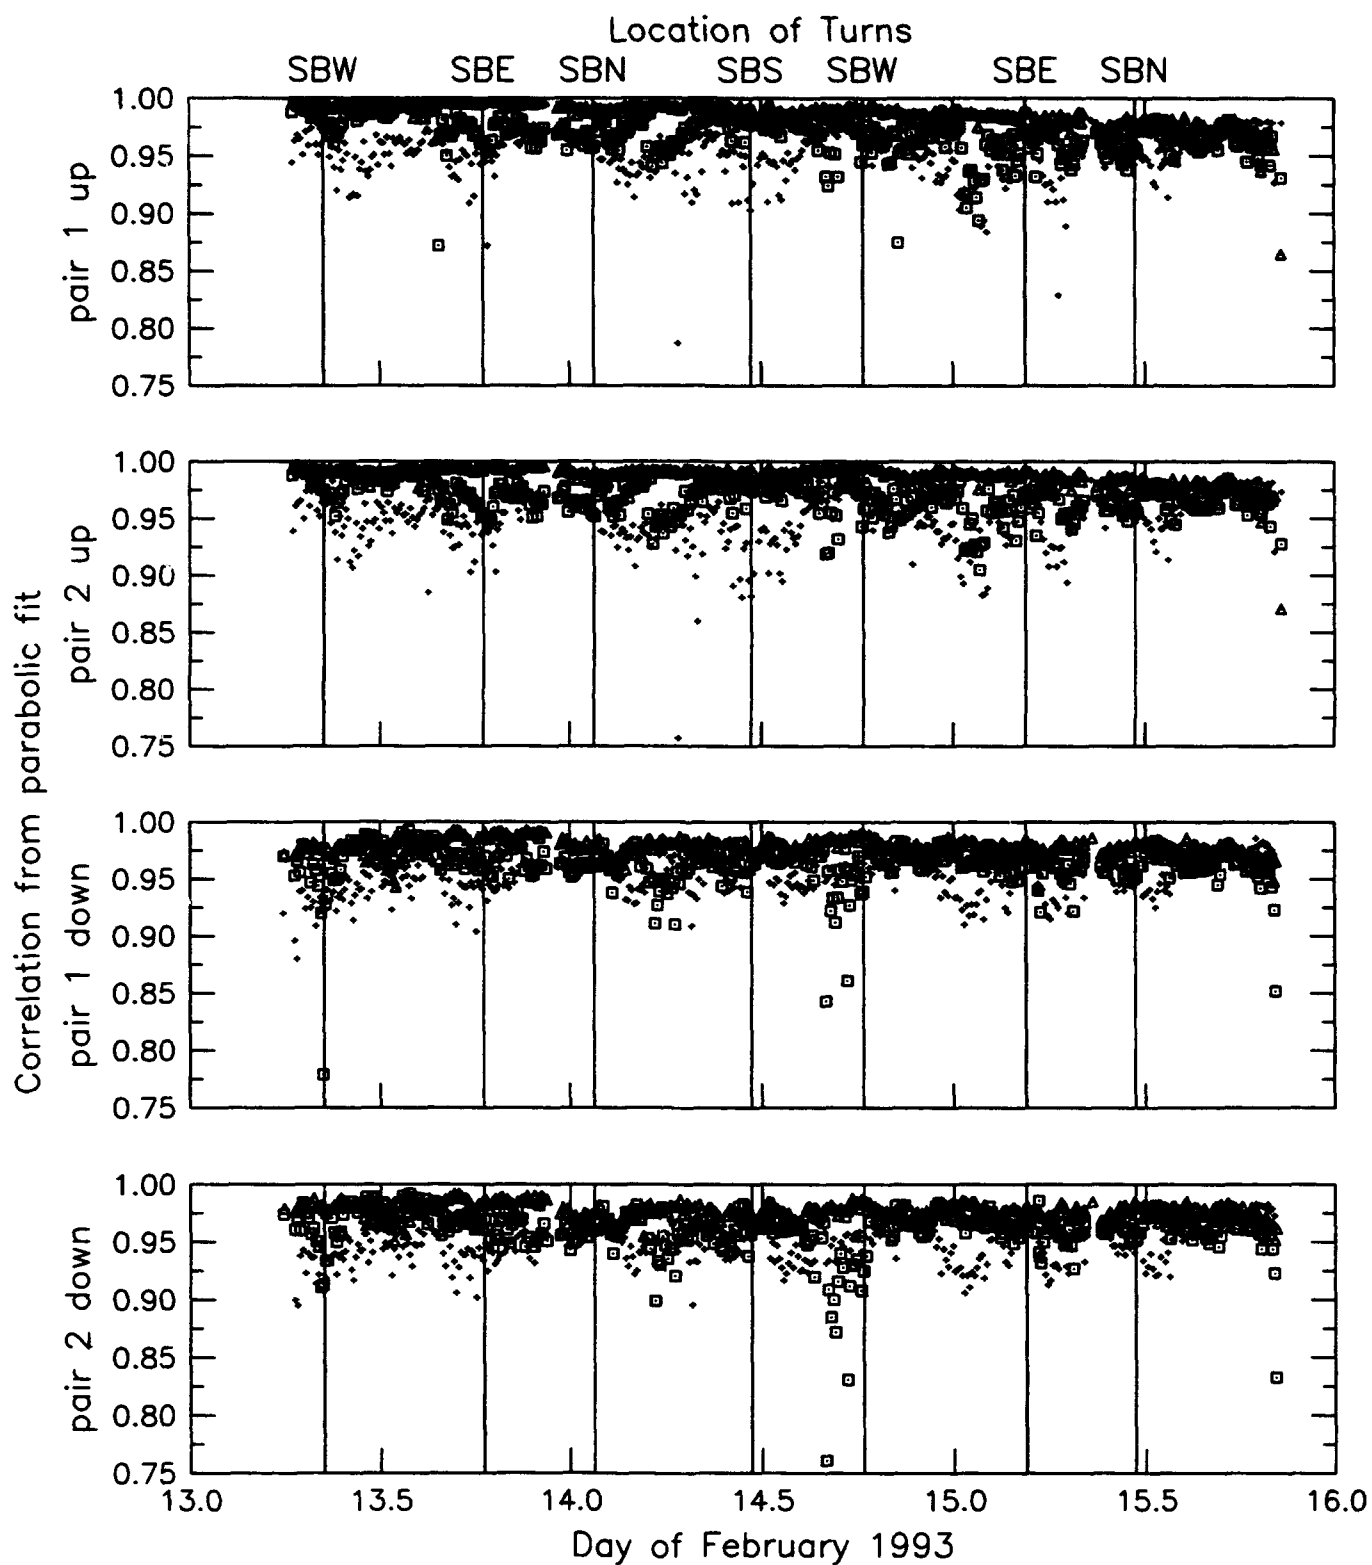 Location of Turns
SBW SBE SBN SBS SBW SBE SBN
1.00
0.95
0.90
0.85
0.80
0.75
pair 1 up
1.00
0.95
0.90
0.85
0.80
0.75
pair 2 up
Correlation from parabolic fit
1.00
0.95
0.90
0.85
0.80
0.75
pair 1 down
1.00
0.95
0.90
0.85
0.80
0.75
pair 2 down
13.0 13.5 14.0 14.5 15.0 15.5 16.0
Day of February 1993